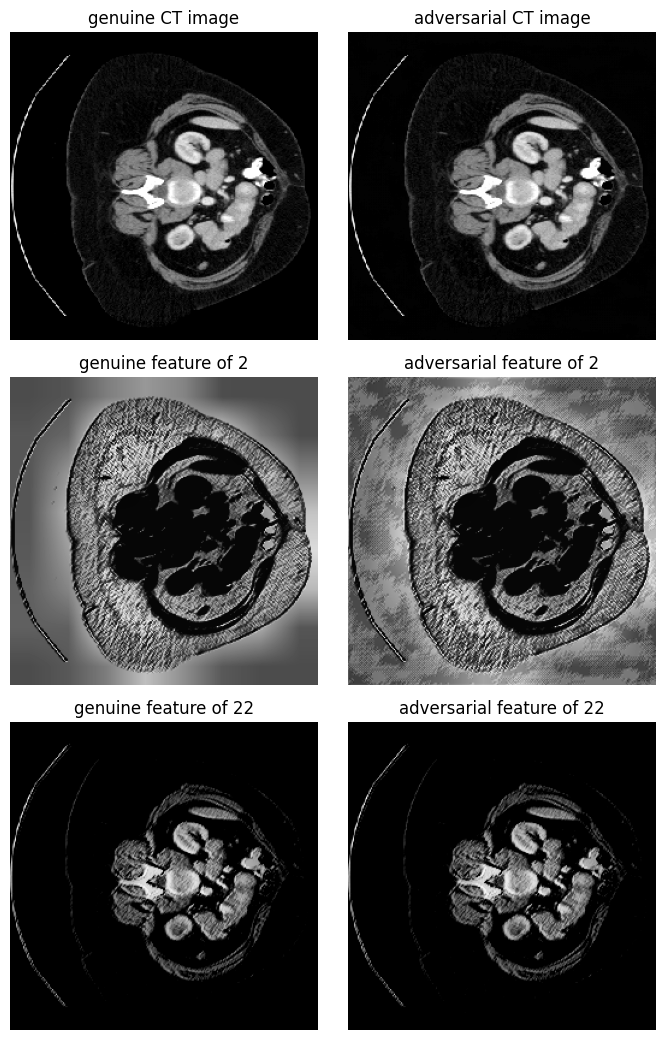 genuine CT image
adversarial CT image
genuine feature of 2
adversarial feature of 2
genuine feature of 22
adversarial feature of 22